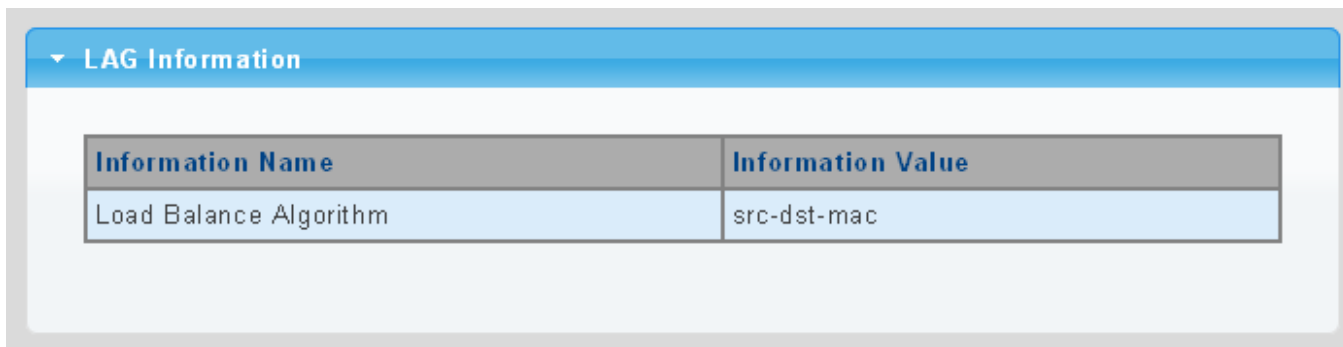 LAG Information
Information Name Information Value
Load Balance Algorithm src-dst-mac